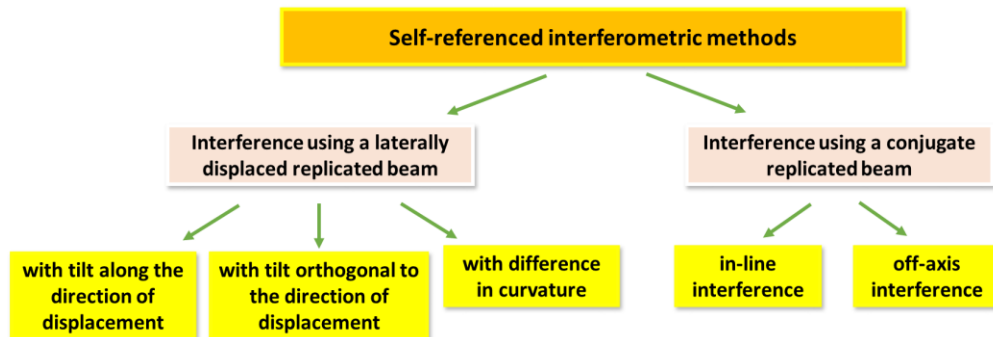 Self-referenced interferometric methods
Interference using a laterally
displaced replicated beam
Interference using a conjugate
replicated beam
with tilt along the
direction of
displacement
with tilt orthogonal to
the direction of
displacement
with difference
in curvature
in-line
interference
off-axis
interference